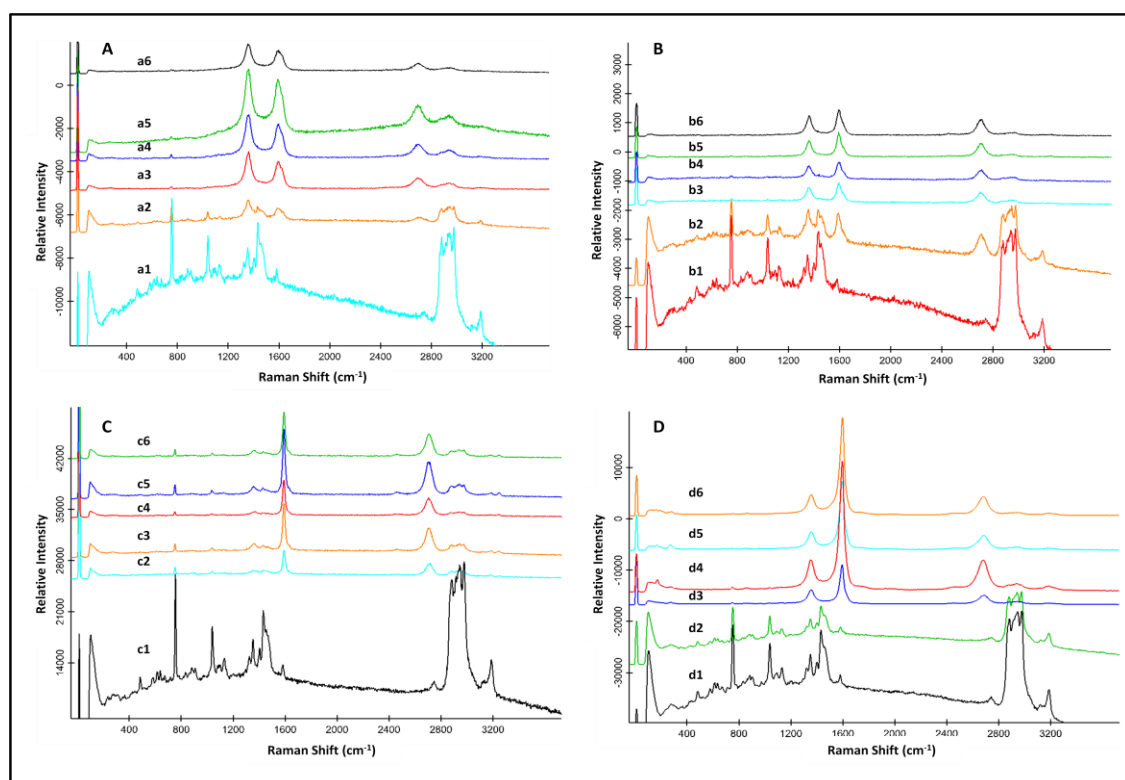 A
a6
a5
a4
a3
a2
a1
0
-2000
-4000
-6000
-8000
-10000
Relative Intensity
400
800
1200
1600
2000
2400
2800
3200
Raman Shift (cm⁻¹)
B
b6
b5
b4
b3
b2
b1
3000
2000
1000
0
-1000
-2000
-3000
-4000
-5000
-6000
Relative Intensity
400
800
1200
1600
2000
2400
2800
3200
Raman Shift (cm⁻¹)
C
c6
c5
c4
c3
c2
c1
42000
35000
28000
21000
14000
Relative Intensity
400
800
1200
1600
2000
2400
2800
3200
Raman Shift (cm⁻¹)
D
d6
d5
d4
d3
d2
d1
10000
0
-10000
-20000
-30000
Relative Intensity
400
800
1200
1600
2000
2400
2800
3200
Raman Shift (cm⁻¹)